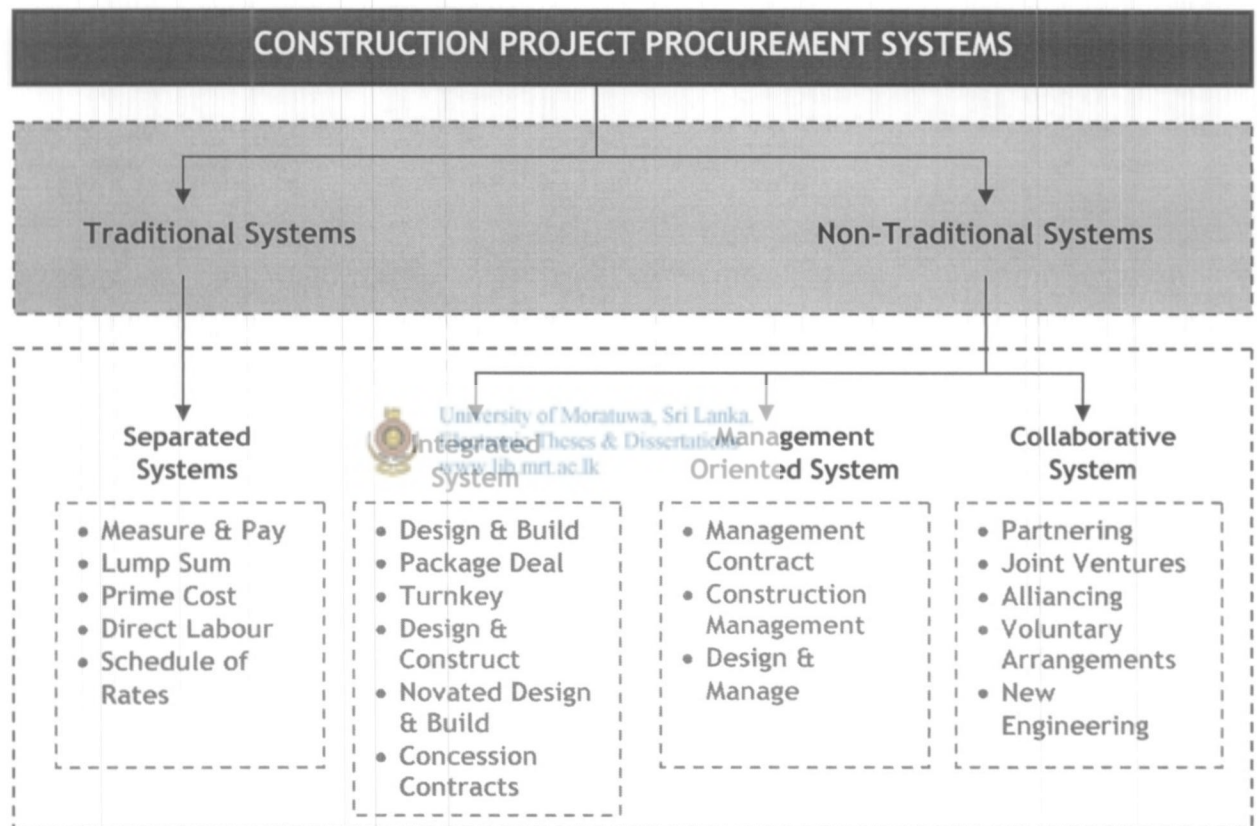 CONSTRUCTION PROJECT PROCUREMENT SYSTEMS
Traditional Systems
Non-Traditional Systems
Separated
Systems
Integrated
System
Management
Oriented System
Collaborative
System
University of Moratuwa, Sri Lanka.
Electronic Theses & Dissertations
www.lib.mrt.ac.lk
• Measure & Pay
• Lump Sum
• Prime Cost
• Direct Labour
• Schedule of
Rates
• Design & Build
• Package Deal
• Turnkey
• Design &
Construct
• Novated Design
& Build
• Concession
Contracts
• Management
Contract
• Construction
Management
• Design &
Manage
• Partnering
• Joint Ventures
• Alliancing
• Voluntary
Arrangements
• New
Engineering